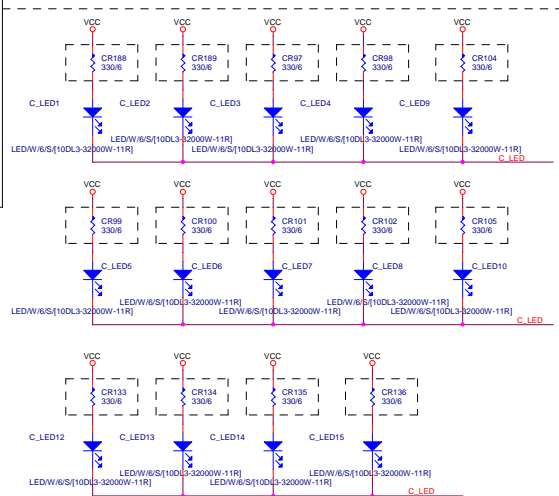 VCC VCC VCC VCC VCC
CR188 CR189 CR97 CR98 CR104
330/6 330/6 330/6 330/6 330/6
C_LED1 C_LED2 C_LED3 C_LED4 C_LED9
LED/W/6/S/[10DL3-32000W-11R] LED/W/6/S/[10DL3-32000W-11R]
LED/W/6/S/[10DL3-32000W-11R] LED/W/6/S/[10DL3-32000W-11R] LED/W/6/S/[10DL3-32000W-11R]
C_LED
VCC VCC VCC VCC VCC
CR99 CR100 CR101 CR102 CR105
330/6 330/6 330/6 330/6 330/6
C_LED5 C_LED6 C_LED7 C_LED8 C_LED10
LED/W/6/S/[10DL3-32000W-11R] LED/W/6/S/[10DL3-32000W-11R]
LED/W/6/S/[10DL3-32000W-11R] LED/W/6/S/[10DL3-32000W-11R] LED/W/6/S/[10DL3-32000W-11R]
C_LED
VCC VCC VCC VCC
CR133 CR134 CR135 CR136
330/6 330/6 330/6 330/6
C_LED12 C_LED13 C_LED14 C_LED15
LED/W/6/S/[10DL3-32000W-11R] LED/W/6/S/[10DL3-32000W-11R]
LED/W/6/S/[10DL3-32000W-11R] LED/W/6/S/[10DL3-32000W-11R]
C_LED